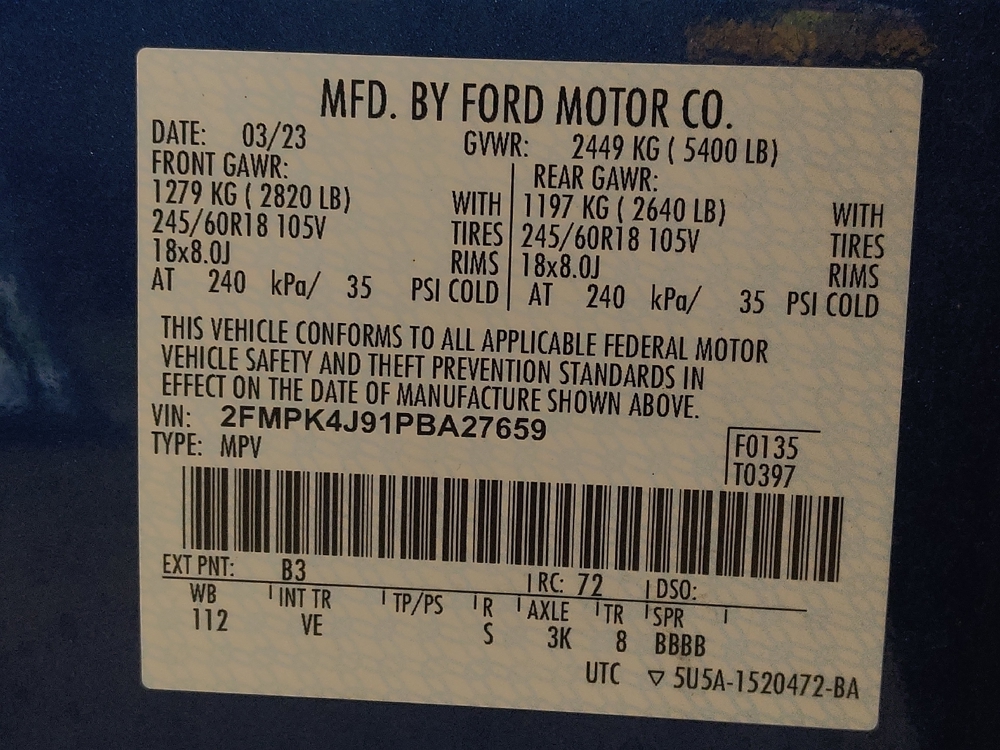 MFD. BY FORD MOTOR CO.
DATE: 03/23 GVWR: 2449 KG ( 5400 LB)
FRONT GAWR: REAR GAWR:
1279 KG ( 2820 LB) WITH 1197 KG ( 2640 LB) WITH
245/60R18 105V TIRES 245/60R18 105V TIRES
18x8.0J RIMS 18x8.0J RIMS
AT 240 kPa/ 35 PSI COLD AT 240 kPa/ 35 PSI COLD
THIS VEHICLE CONFORMS TO ALL APPLICABLE FEDERAL MOTOR
VEHICLE SAFETY AND THEFT PREVENTION STANDARDS IN
EFFECT ON THE DATE OF MANUFACTURE SHOWN ABOVE.
VIN: 2FMPK4J91PBA27659
TYPE: MPV F0135
T0397
EXT PNT: B3 RC: 72 DSO:
WB INT TR TP/PS R AXLE TR SPR
112 VE S 3K 8 BBBB
UTC ▽ 5U5A-1520472-BA